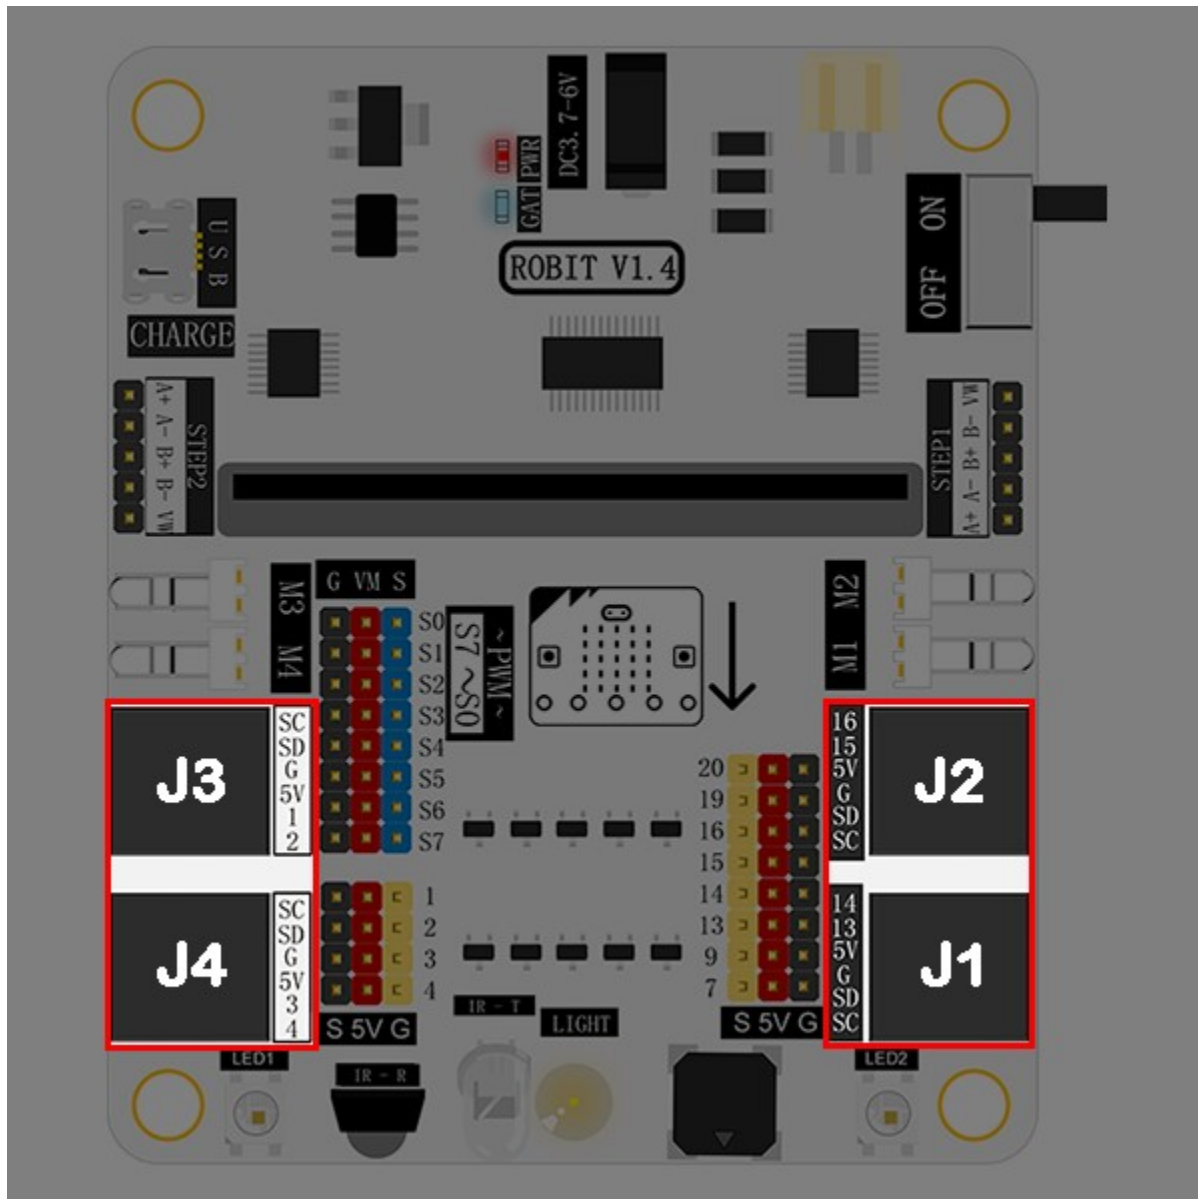 DC3.7-6V
PWR
GAT
ROBIT V1.4
USB
CHARGE
ON
OFF
A+ A- B+ B- VM
STEP2
STEP1
A+ A- B+ B- VM
M3
M4
G VM S
S0
S1
S2
S3
S4
S5
S6
S7
~PWM~
S7~S0
M2
M1
J3
SC
SD
G
5V
1
2
J4
SC
SD
G
5V
3
4
1
2
3
4
S 5V G
20
19
16
15
14
13
9
7
S 5V G
16
15
5V
G
SD
SC
J2
14
13
5V
G
SD
SC
J1
IR-T
LIGHT
LED1
IR-R
LED2